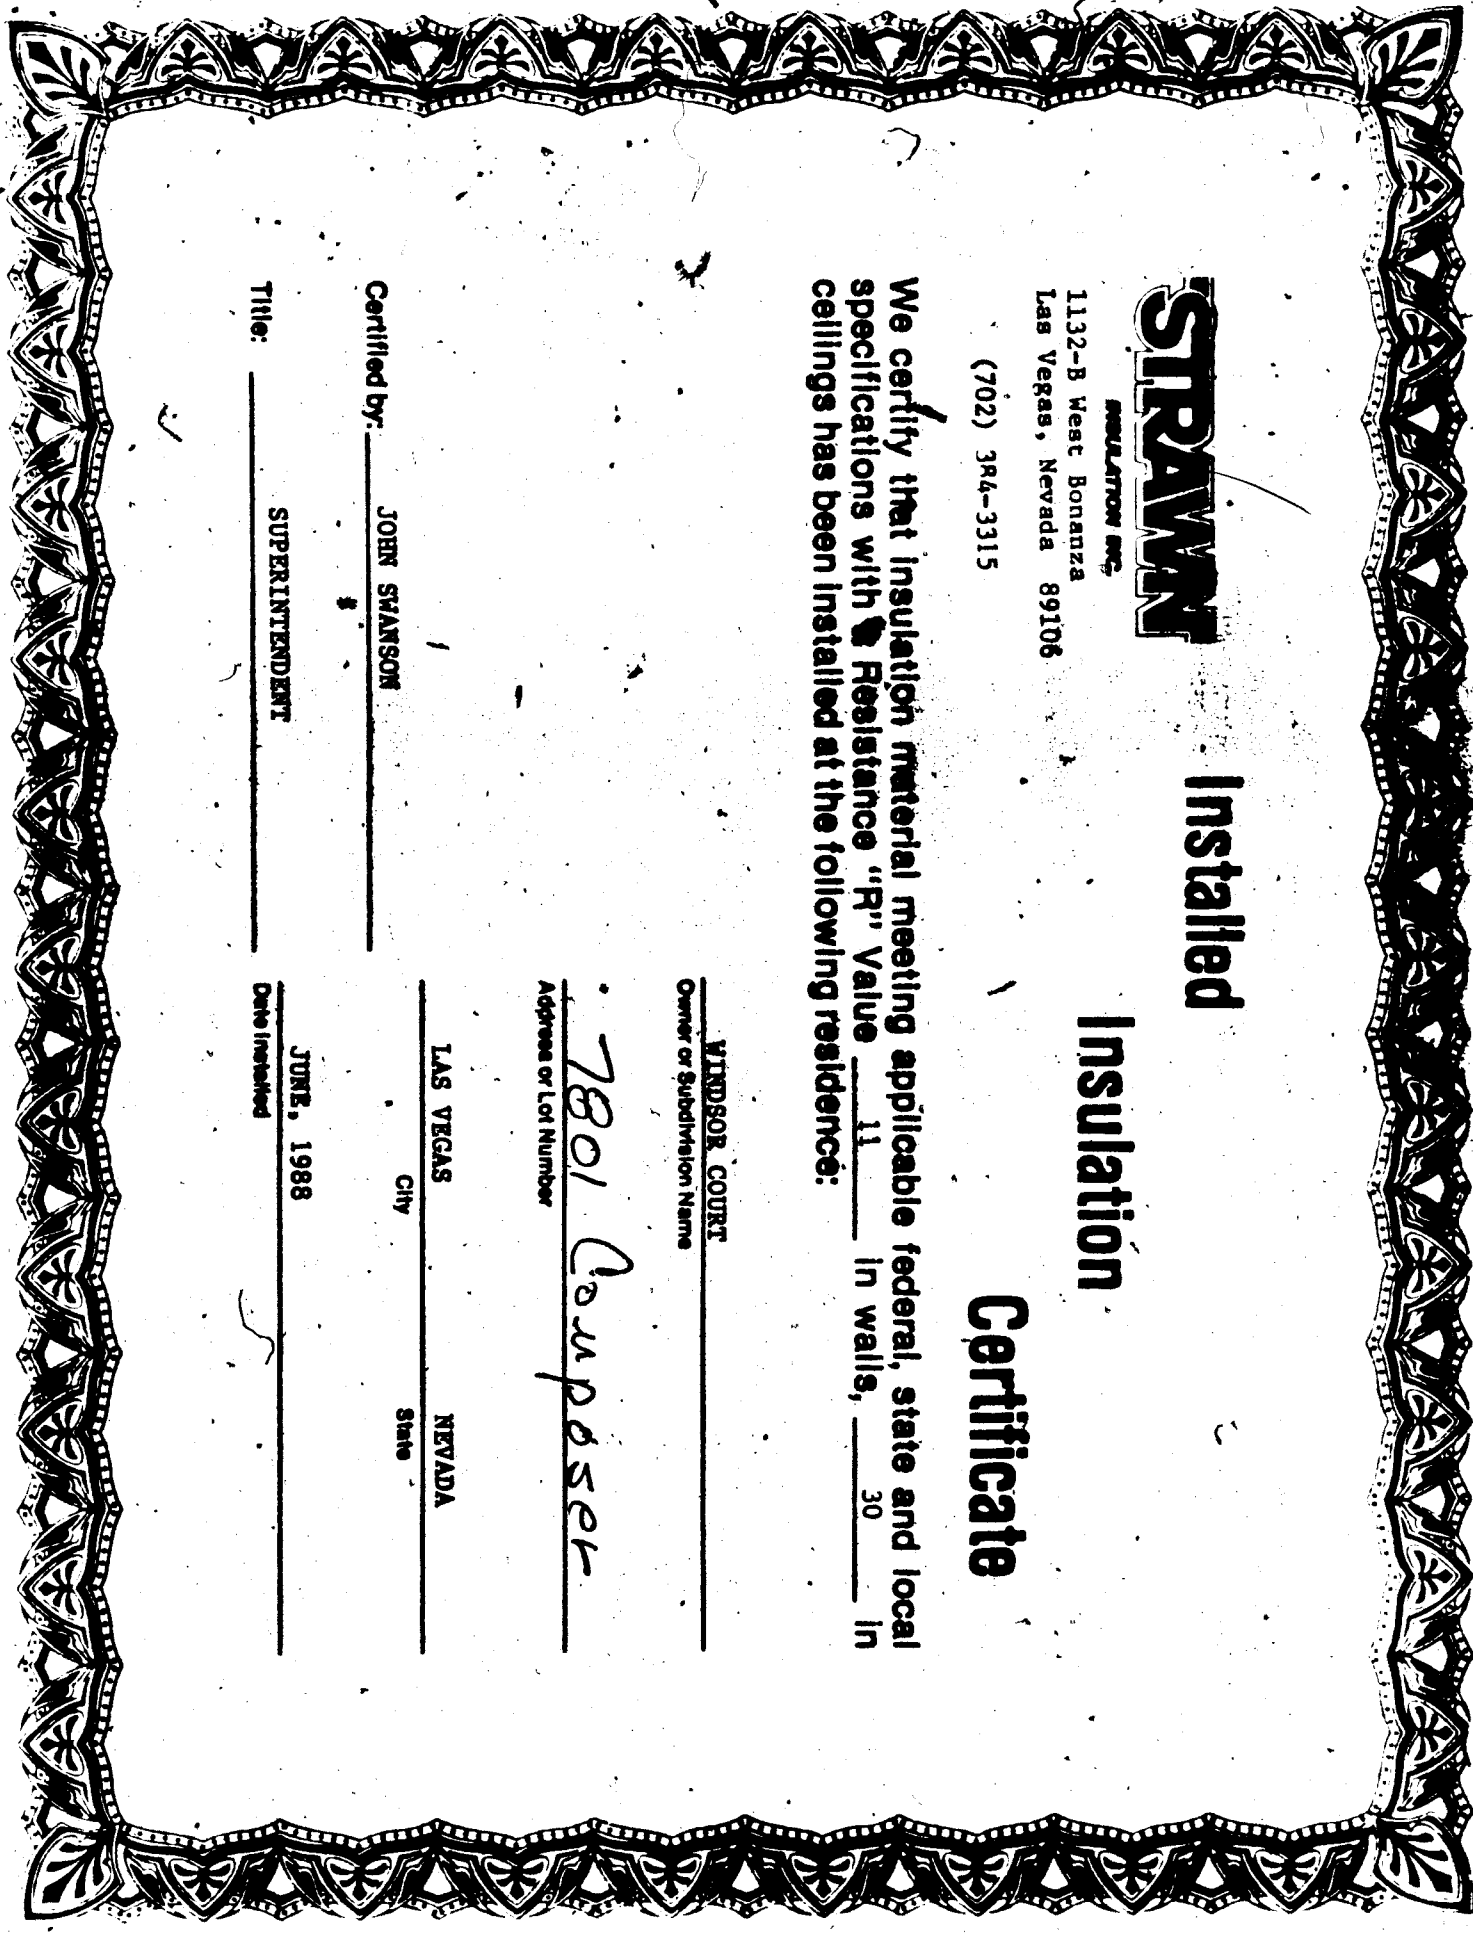 STRAWN
INSULATION INC.
1132-B West Bonanza
Las Vegas, Nevada 89106
(702) 384-3315
Installed
Insulation
Certificate
We certify that insulation material meeting applicable federal, state and local
specifications with Resistance "R" Value 11 in walls, 30 in
ceilings has been installed at the following residence:
WINDSOR COURT
Owner or Subdivision Name
7801 Composer
Address or Lot Number
LAS VEGAS NEVADA
City State
Certified by: JOHN SWANSON
JUNE, 1988
Date Installed
Title: SUPERINTENDENT